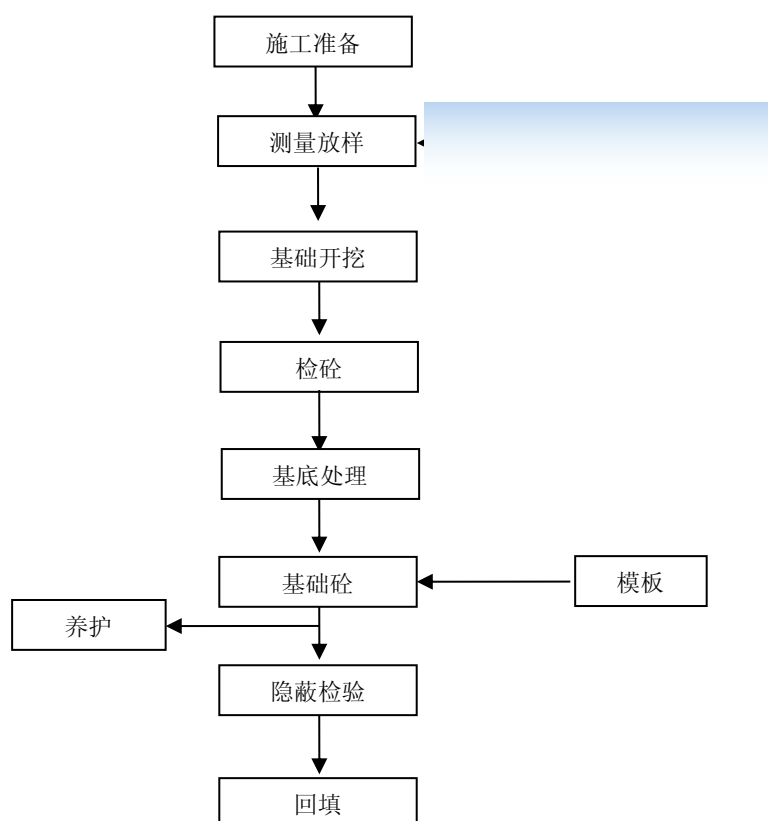 施工准备
测量放样
基础开挖
检砼
基底处理
基础砼
模板
养护
隐蔽检验
回填